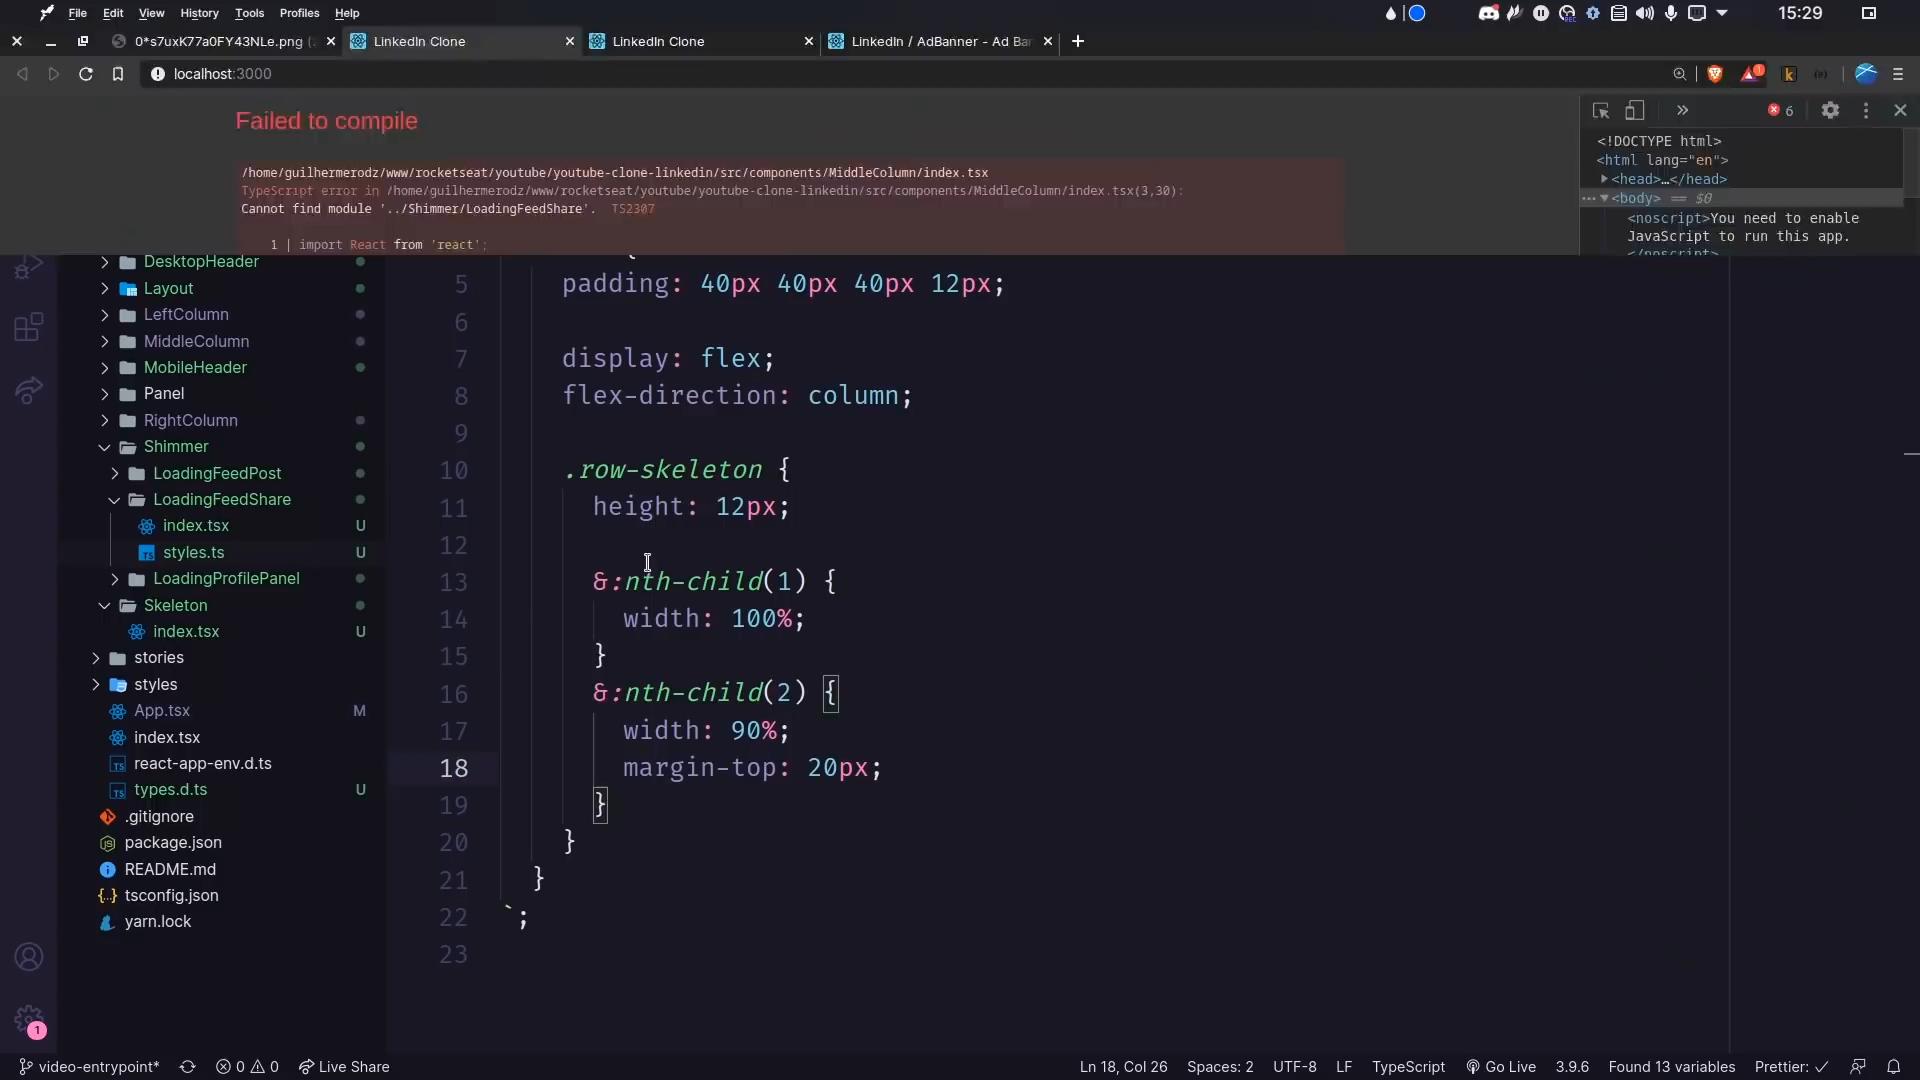 File Edit View History Tools Profiles Help
15:29
0*s7uxK77a0FY43NLe.png (
LinkedIn Clone
LinkedIn Clone
LinkedIn / AdBanner - Ad Bar
localhost:3000
1
Failed to compile
6
/home/guilhermerodz/www/rocketseat/youtube/youtube-clone-linkedin/src/components/MiddleColumn/index.tsx
TypeScript error in /home/guilhermerodz/www/rocketseat/youtube/youtube-clone-linkedin/src/components/MiddleColumn/index.tsx(3,30):
Cannot find module '../Shimmer/LoadingFeedShare'. TS2307
1 | import React from 'react';
<!DOCTYPE html>
<html lang="en">
<head>…</head>
<body> == $0
<noscript>You need to enable
JavaScript to run this app.
</noscript>
DesktopHeader
Layout
LeftColumn
MiddleColumn
MobileHeader
Panel
RightColumn
Shimmer
LoadingFeedPost
LoadingFeedShare
index.tsx U
styles.ts U
LoadingProfilePanel
Skeleton
index.tsx U
stories
styles
App.tsx M
index.tsx
react-app-env.d.ts
types.d.ts U
.gitignore
package.json
README.md
tsconfig.json
yarn.lock
5 padding: 40px 40px 40px 12px;
6
7 display: flex;
8 flex-direction: column;
9
10 .row-skeleton {
11 height: 12px;
12
13 &:nth-child(1) {
14 width: 100%;
15 }
16 &:nth-child(2) {
17 width: 90%;
18 margin-top: 20px;
19 }
20 }
21 }
22 `;
23
1
video-entrypoint* 0 0 Live Share
Ln 18, Col 26 Spaces: 2 UTF-8 LF TypeScript Go Live 3.9.6 Found 13 variables Prettier: ✓